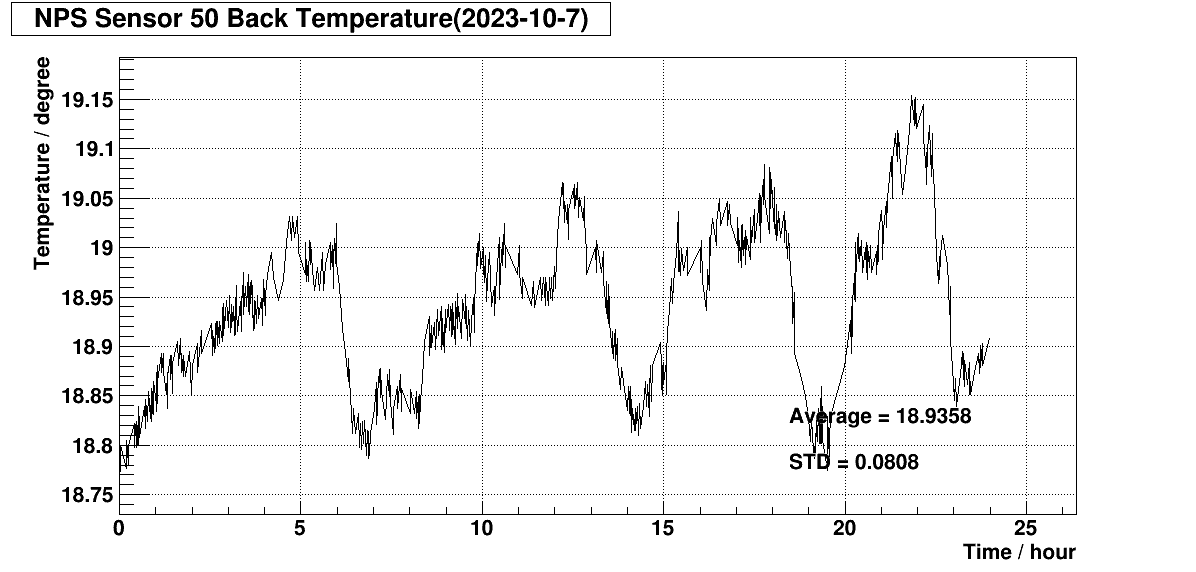 NPS Sensor 50 Back Temperature(2023-10-7)
Temperature / degree
19.15
19.1
19.05
19
18.95
18.9
18.85
18.8
18.75
Average = 18.9358
STD = 0.0808
0 5 10 15 20 25
Time / hour